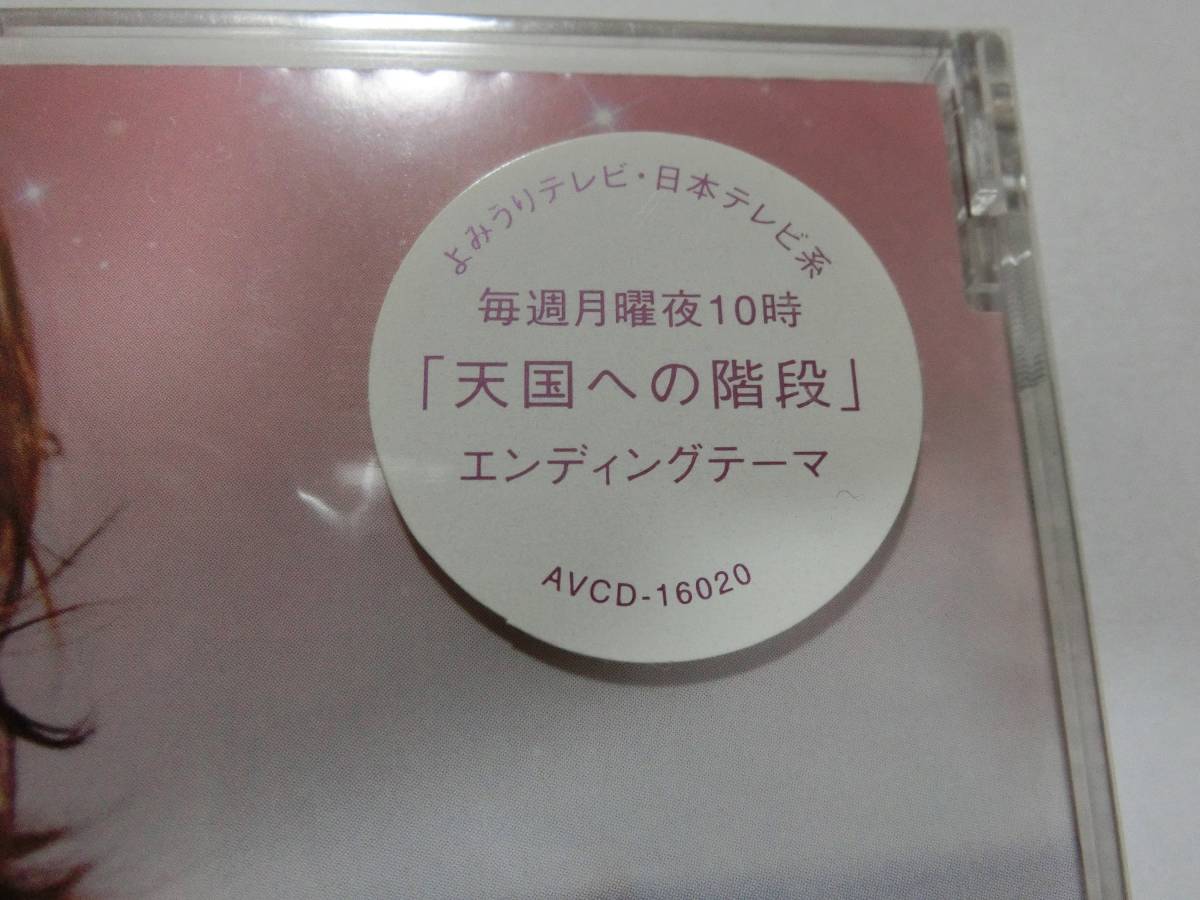 よみうりテレビ・日本テレビ系
毎週月曜夜10時
「天国への階段」
エンディングテーマ
AVCD-16020